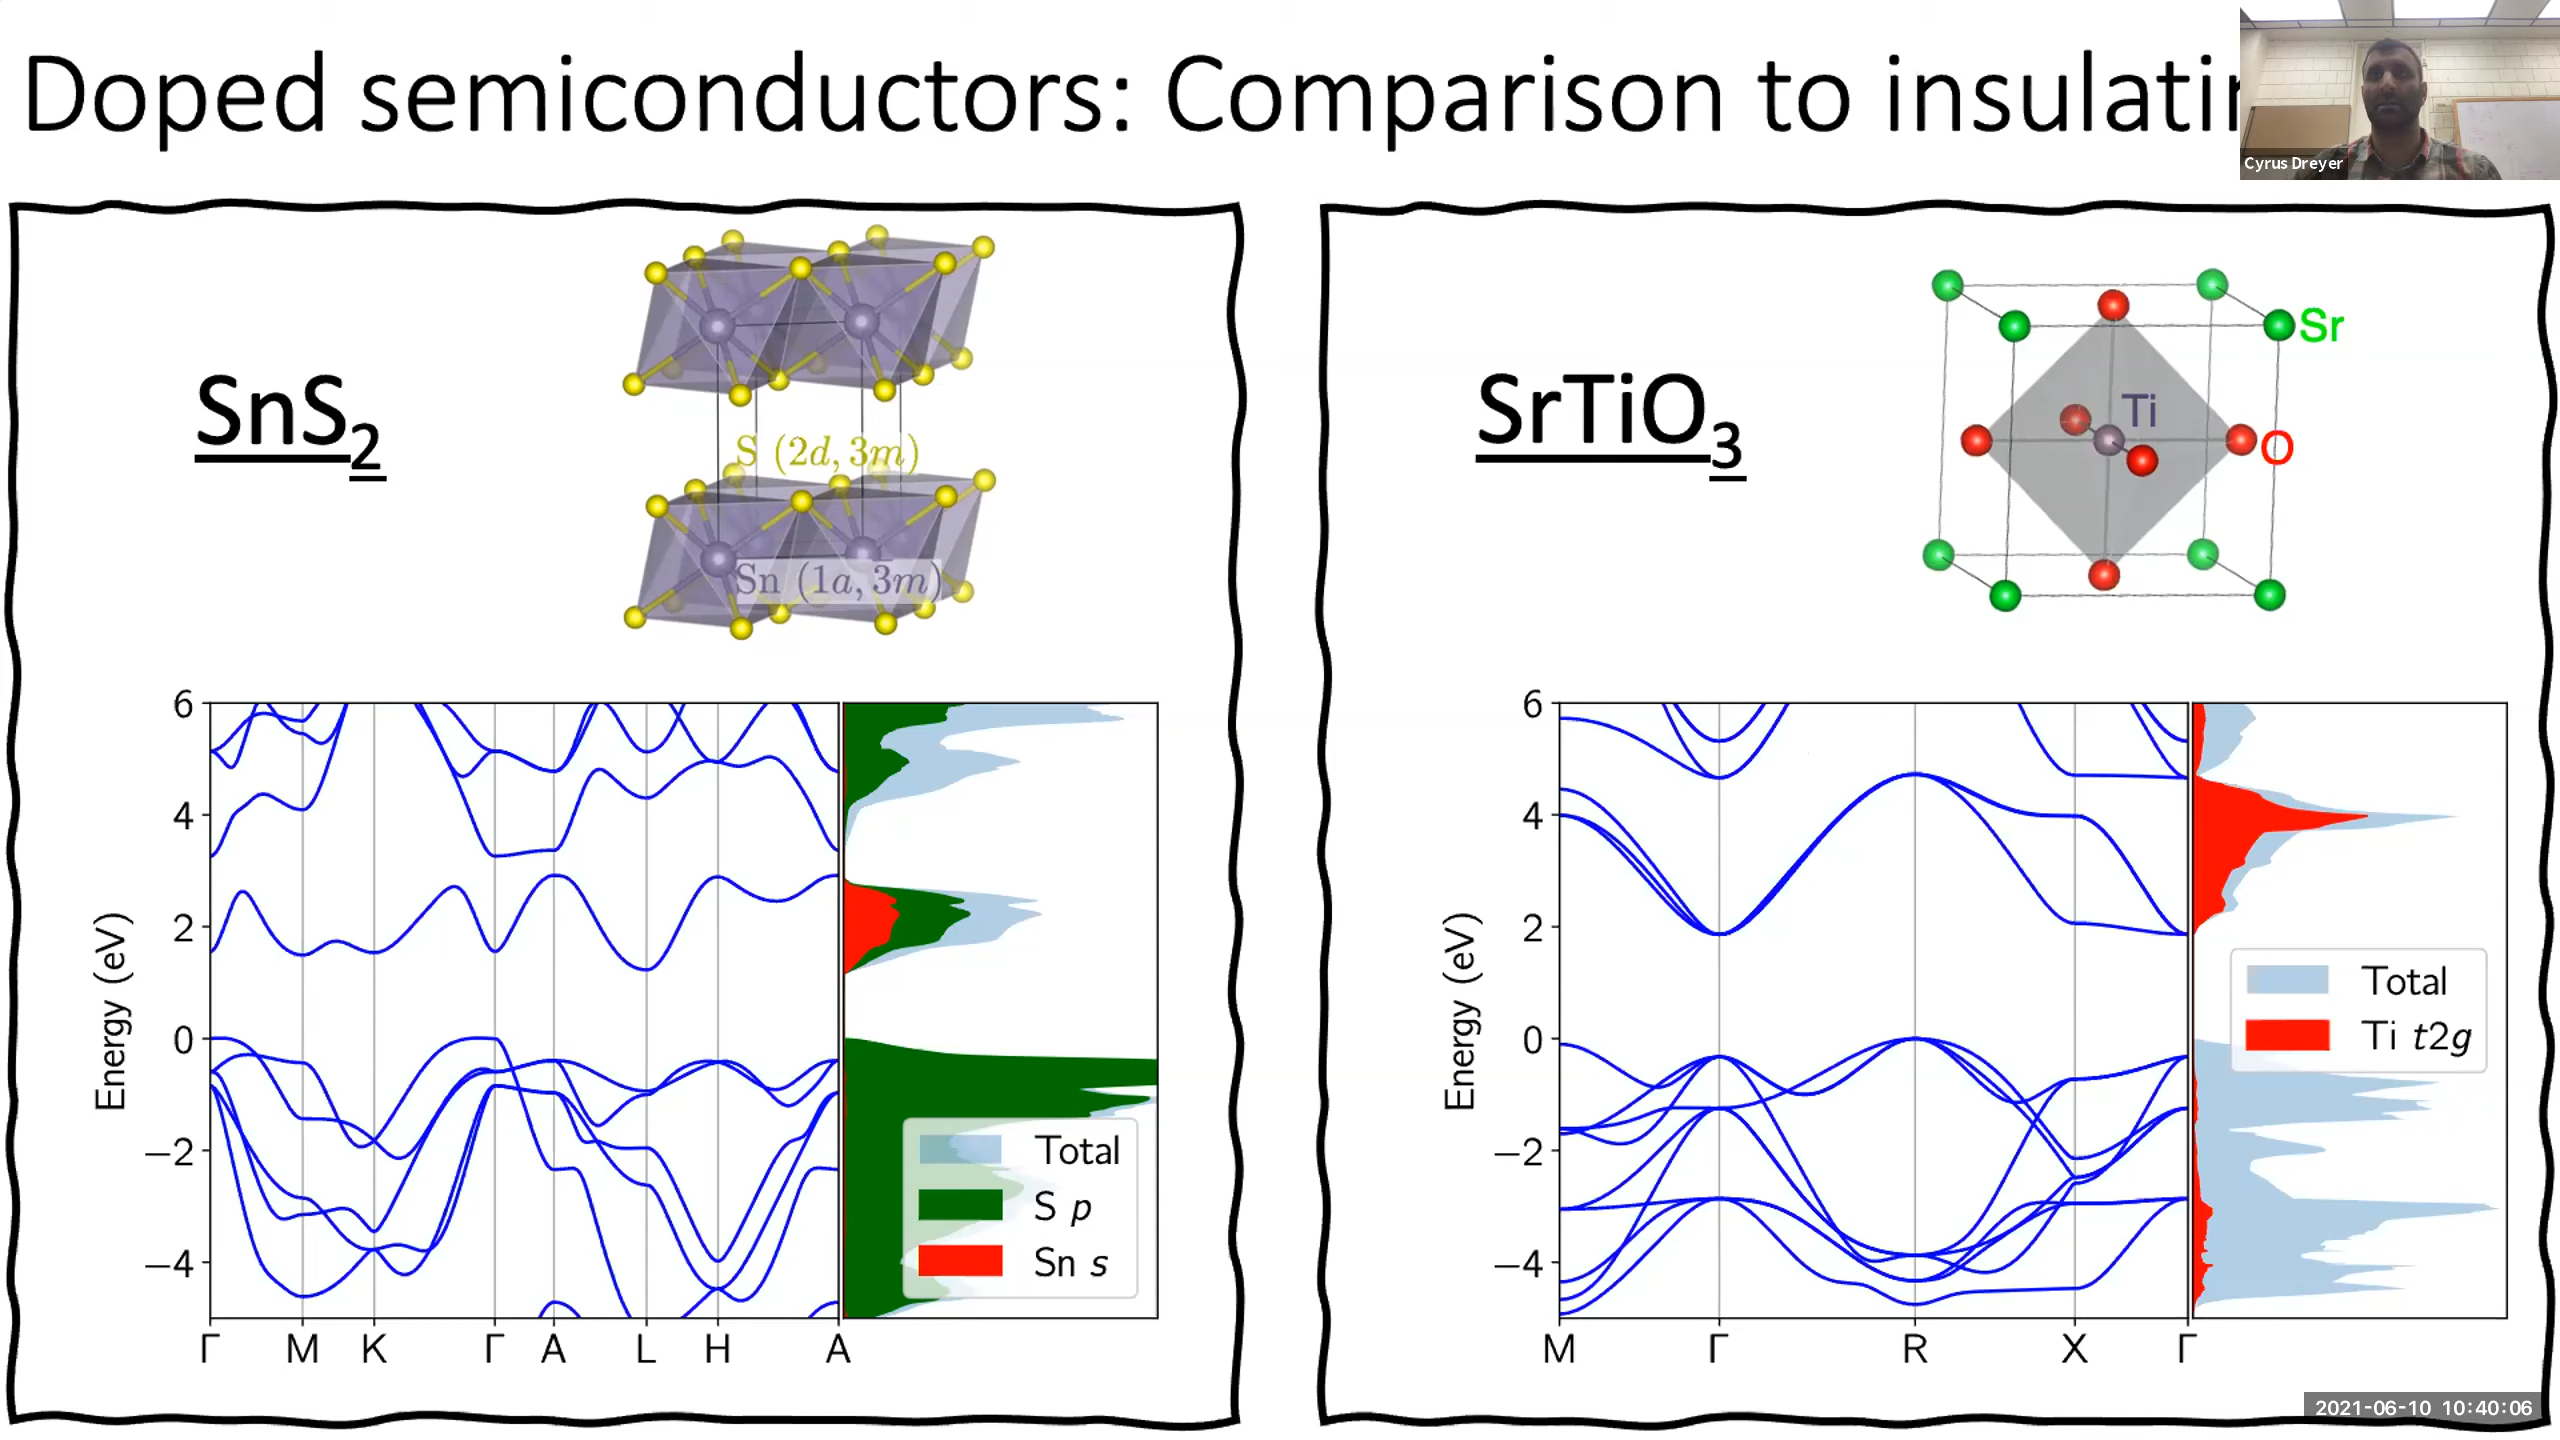 Doped semiconductors: Comparison to insulatin
Cyrus Dreyer
SnS2
S (2d, 3m)
Sn (1a, 3̄m)
6
4
2
0
−2
−4
Energy (eV)
Γ M K Γ A L H A
Total
S p
Sn s
SrTiO3
Sr
Ti
O
6
4
2
0
−2
−4
Energy (eV)
M Γ R X Γ
Total
Ti t2g
2021-06-10 10:40:06